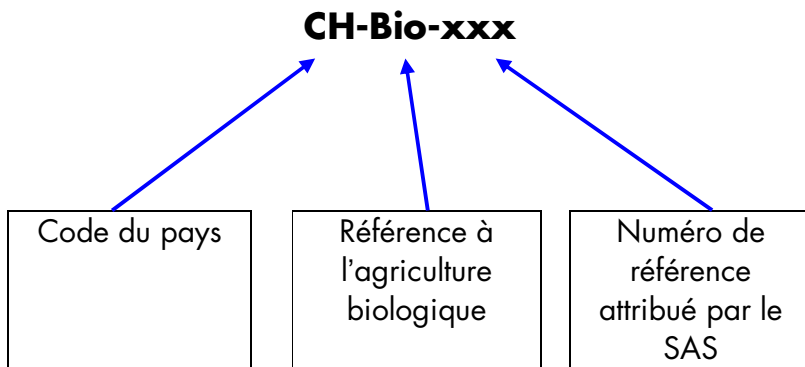 CH-Bio-xxx
Code du pays
Référence à
l'agriculture
biologique
Numéro de
référence
attribué par le
SAS